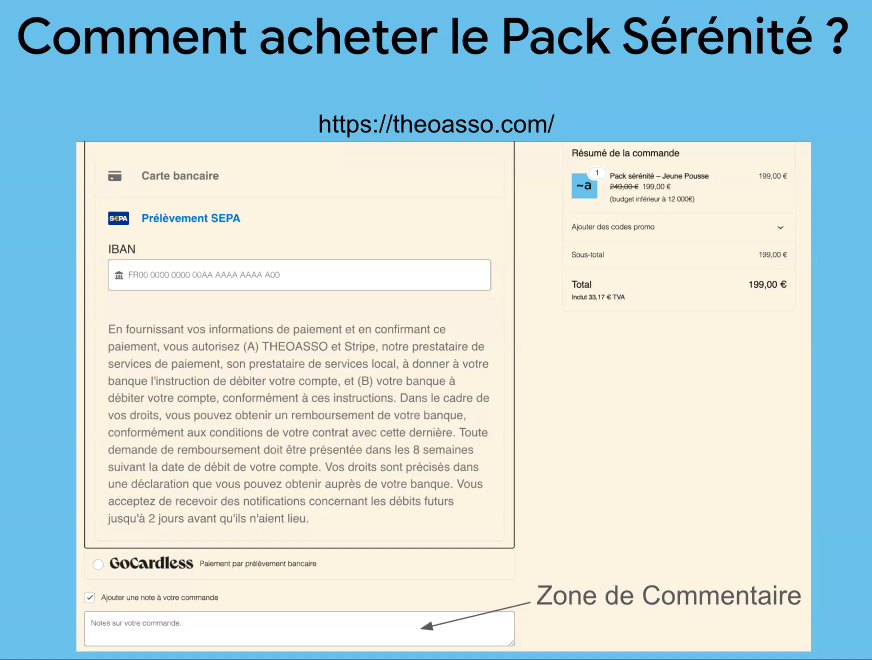 Comment acheter le Pack Sérénité ?
https://theoasso.com/
Carte bancaire
SEPA
Prélèvement SEPA
IBAN
FR00 0000 0000 00AA AAAA AAAA A00
En fournissant vos informations de paiement et en confirmant ce
paiement, vous autorisez (A) THEOASSO et Stripe, notre prestataire de
services de paiement, son prestataire de services local, à donner à votre
banque l'instruction de débiter votre compte, et (B) votre banque à
débiter votre compte, conformément à ces instructions. Dans le cadre de
vos droits, vous pouvez obtenir un remboursement de votre banque,
conformément aux conditions de votre contrat avec cette dernière. Toute
demande de remboursement doit être présentée dans les 8 semaines
suivant la date de débit de votre compte. Vos droits sont précisés dans
une déclaration que vous pouvez obtenir auprès de votre banque. Vous
acceptez de recevoir des notifications concernant les débits futurs
jusqu'à 2 jours avant qu'ils n'aient lieu.
GoCardless Paiement par prélèvement bancaire
Ajouter une note à votre commande
Notes sur votre commande.
Zone de Commentaire
Résumé de la commande
~a
1
Pack sérénité – Jeune Pousse 199,00 €
249,00 € 199,00 €
(budget inférieur à 12 000€)
Ajouter des codes promo
Sous-total 199,00 €
Total 199,00 €
Inclut 33,17 € TVA